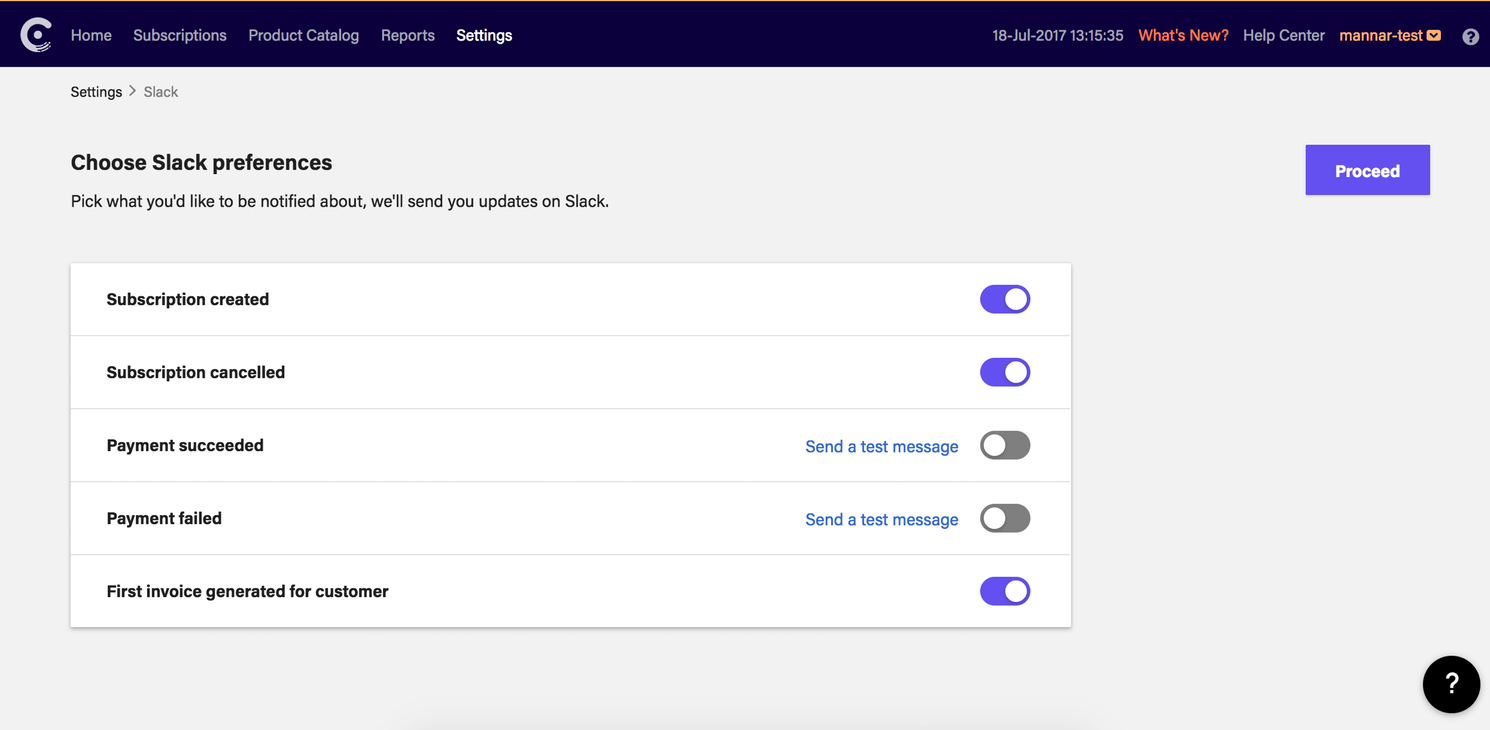 Home Subscriptions Product Catalog Reports Settings 18-Jul-2017 13:15:35 What's New? Help Center mannar-test ?
Settings > Slack
Choose Slack preferences
Proceed
Pick what you'd like to be notified about, we'll send you updates on Slack.
Subscription created
Subscription cancelled
Payment succeeded Send a test message
Payment failed Send a test message
First invoice generated for customer
?